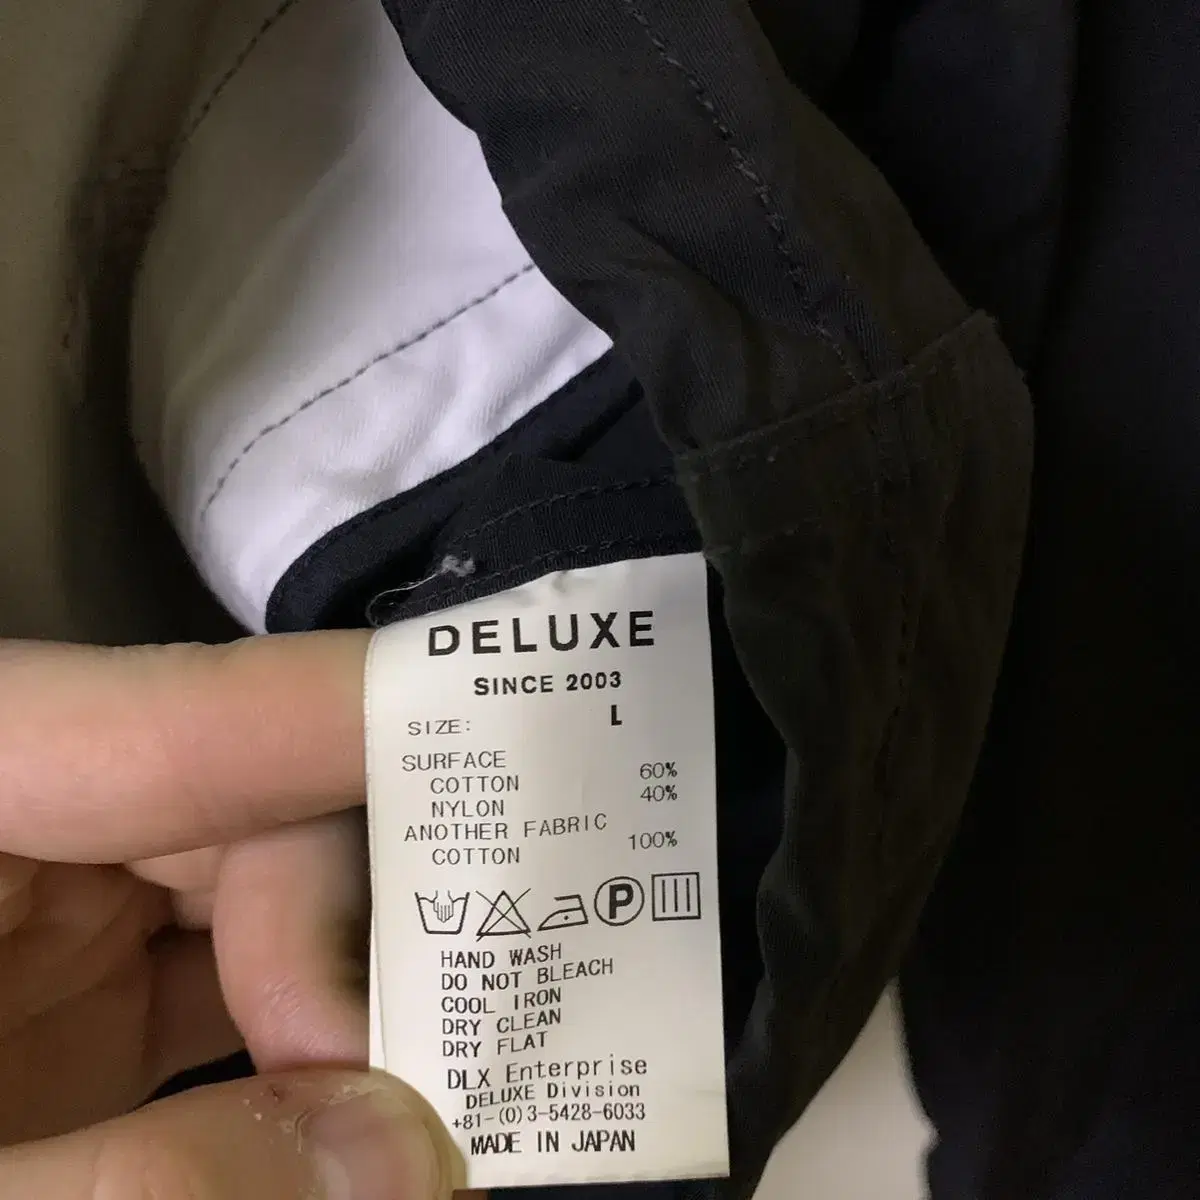 DELUXE
SINCE 2003
SIZE: L
SURFACE
COTTON 60%
NYLON 40%
ANOTHER FABRIC
COTTON 100%
P
HAND WASH
DO NOT BLEACH
COOL IRON
DRY CLEAN
DRY FLAT
DLX Enterprise
DELUXE Division
+81-(0)3-5428-6033
MADE IN JAPAN